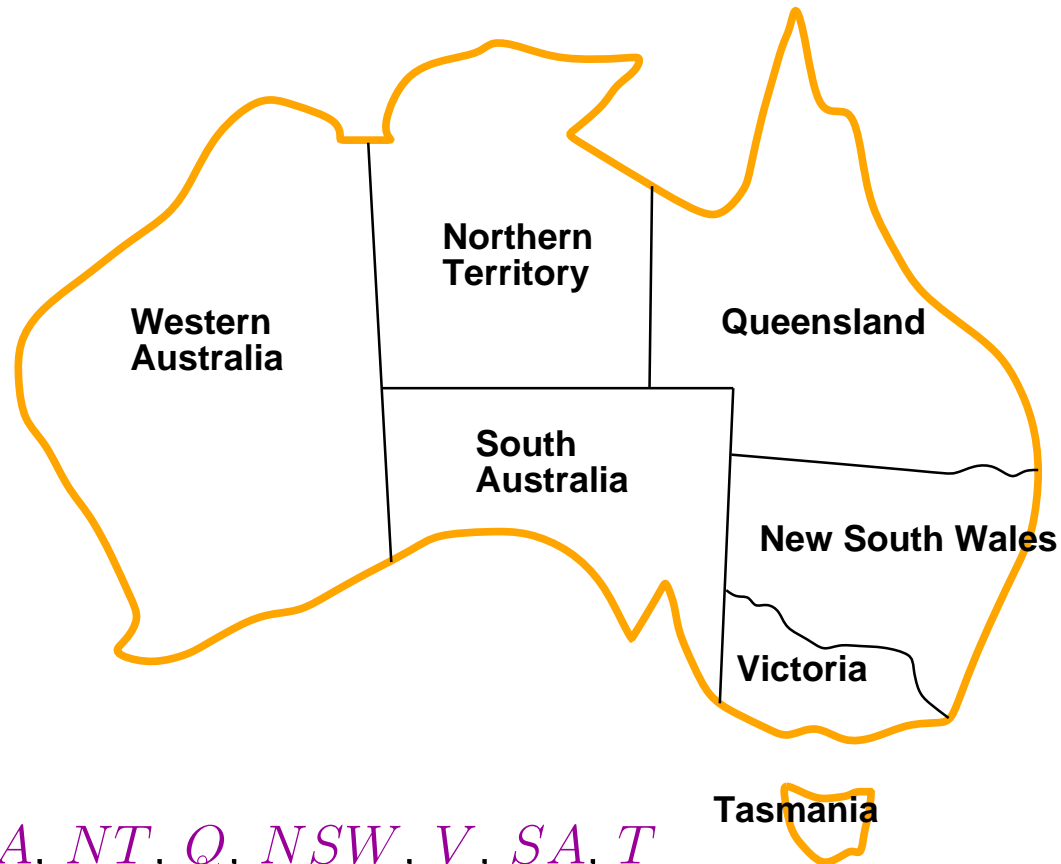 Northern
Territory
Western
Australia
Queensland
South
Australia
New South Wales
Victoria
Tasmania
A, NT, Q, NSW, V, SA, T